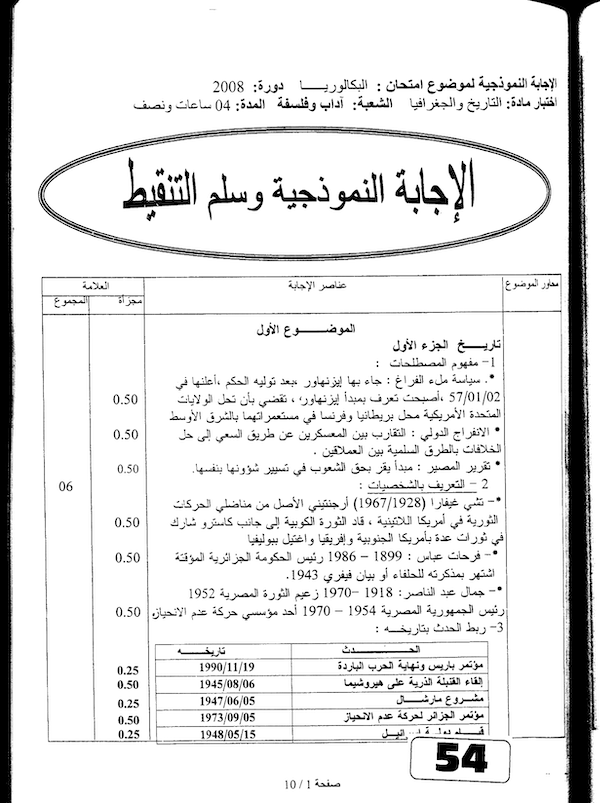 الإجابة النموذجية لموضوع امتحان : البكالوريـــا دورة: 2008
اختبار مادة: التاريخ والجغرافيا الشعبة: آداب وفلسفة المدة: 04 ساعات ونصف
الإجابة النموذجية وسلم التنقيط
محاور الموضوع عناصر الإجابة العلامة
مجزأة المجموع
الموضـــوع الأول
تاريـــخ الجزء الأول
1- مفهوم المصطلحات :
•. سياسة ملء الفراغ : جاء بها إيزنهاور ،بعد توليه الحكم ،أعلنها في
57/01/02 ،أصبحت تعرف بمبدأ إيزنهاور، ، تقضي بأن تحل الولايات 0.50
المتحدة الأمريكية محل بريطانيا وفرنسا في مستعمراتهما بالشرق الأوسط
• الانفراج الدولي : التقارب بين المعسكرين عن طريق السعي إلى حل 0.50
الخلافات بالطرق السلمية بين العملاقين .
• تقرير المصير : مبدأ يقر بحق الشعوب في تسيير شؤونها بنفسها. 0.50
2 - التعريف بالشخصيات : 06
•- تشي غيفارا (1967/1928) أرجنتيني الأصل من مناضلي الحركات
الثورية في أمريكا اللاتينية ، قاد الثورة الكوبية إلى جانب كاسترو شارك 0.50
في ثورات عدة بأمريكا الجنوبية وإفريقيا واغتيل ببوليفيا
•- فرحات عباس : 1899 – 1986 رئيس الحكومة الجزائرية المؤقتة 0.50
اشتهر بمذكرته للحلفاء أو بيان فيفري 1943.
•- جمال عبد الناصر: 1918 -1970 زعيم الثورة المصرية 1952
رئيس الجمهورية المصرية 1954 – 1970 أحد مؤسسي حركة عدم الانحياز. 0.50
3- ربط الحدث بتاريخه :
الحـــــدث تاريخـــــه
مؤتمر باريس ونهاية الحرب الباردة 1990/11/19 0.25
إلقاء القنبلة الذرية على هيروشيما 1945/08/06 0.50
مشروع مارشـــال 1947/06/05 0.25
مؤتمر الجزائر لحركة عدم الانحياز 1973/09/05 0.50
1948/05/15 0.25
54
صفحة 1 / 10